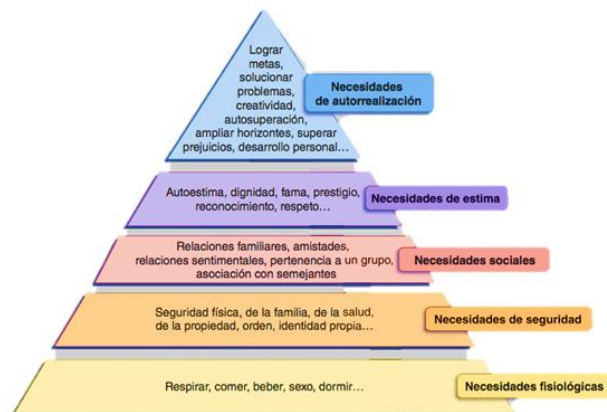 Lograr
metas,
solucionar
problemas,
creatividad,
autosuperación,
ampliar horizontes, superar
prejuicios, desarrollo personal…
Necesidades
de autorrealización
Autoestima, dignidad, fama, prestigio,
reconocimiento, respeto…
Necesidades de estima
Relaciones familiares, amistades,
relaciones sentimentales, pertenencia a un grupo,
asociación con semejantes
Necesidades sociales
Seguridad física, de la familia, de la salud,
de la propiedad, orden, identidad propia…
Necesidades de seguridad
Respirar, comer, beber, sexo, dormir…
Necesidades fisiológicas